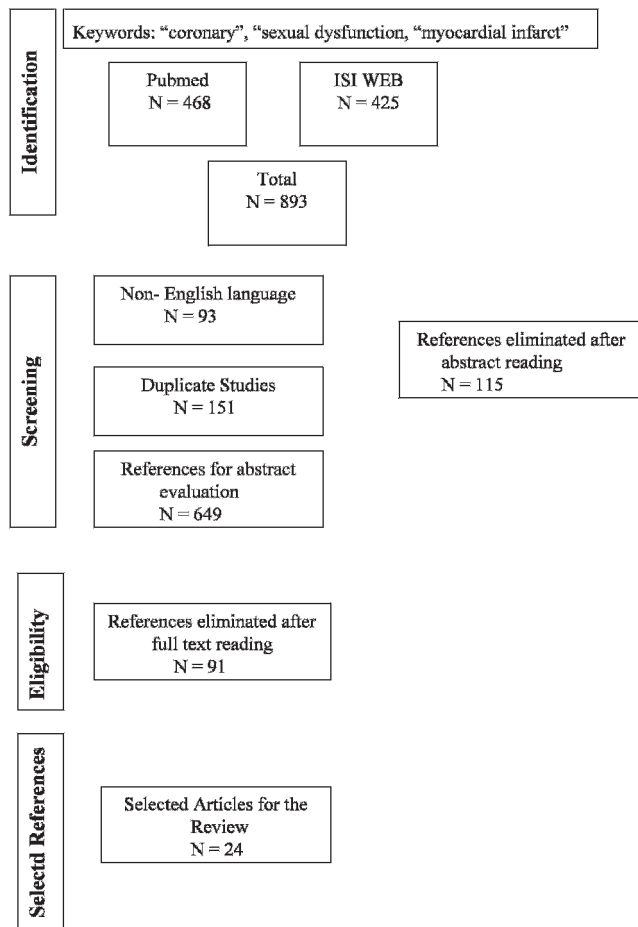 Identification
Keywords: “coronary”, “sexual dysfunction, “myocardial infarct”
Pubmed
N = 468
ISI WEB
N = 425
Total
N = 893
Screening
Non- English language
N = 93
Duplicate Studies
N = 151
References for abstract
evaluation
N = 649
References eliminated after
abstract reading
N = 115
Eligibility
References eliminated after
full text reading
N = 91
Selectd References
Selected Articles for the
Review
N = 24